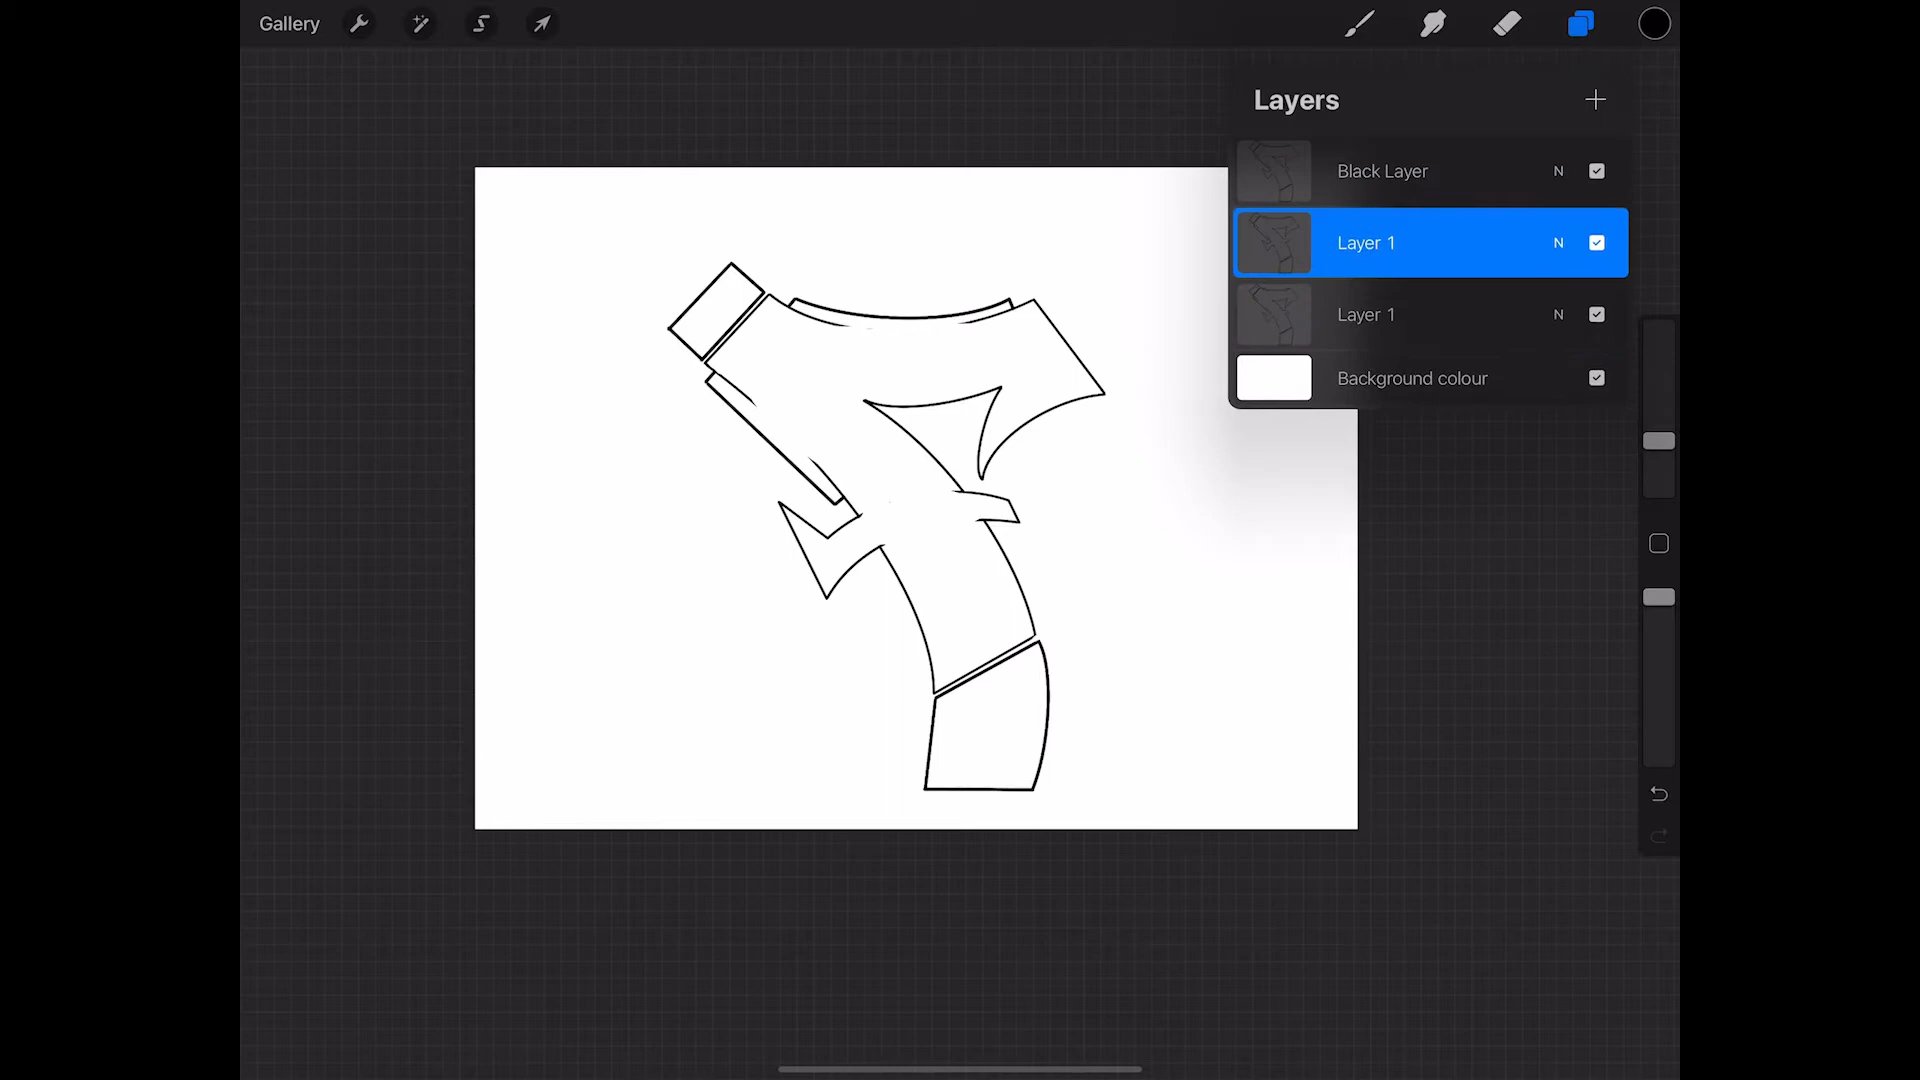 Gallery
Layers
Black Layer N
Layer 1 N
Layer 1 N
Background colour